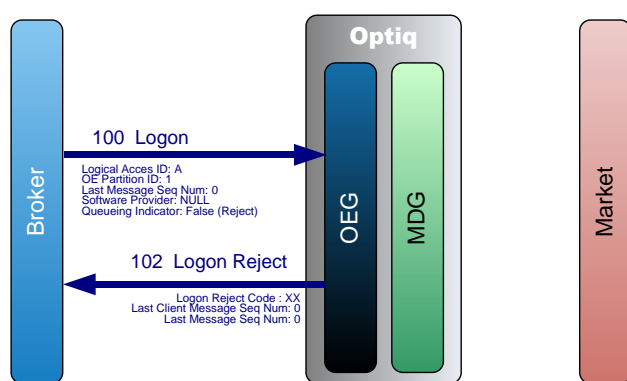 Optiq
Broker
100 Logon
Logical Acces ID: A
OE Partition ID: 1
Last Message Seq Num: 0
Software Provider: NULL
Queueing Indicator: False (Reject)
102 Logon Reject
Logon Reject Code : XX
Last Client Message Seq Num: 0
Last Message Seq Num: 0
OEG
MDG
Market